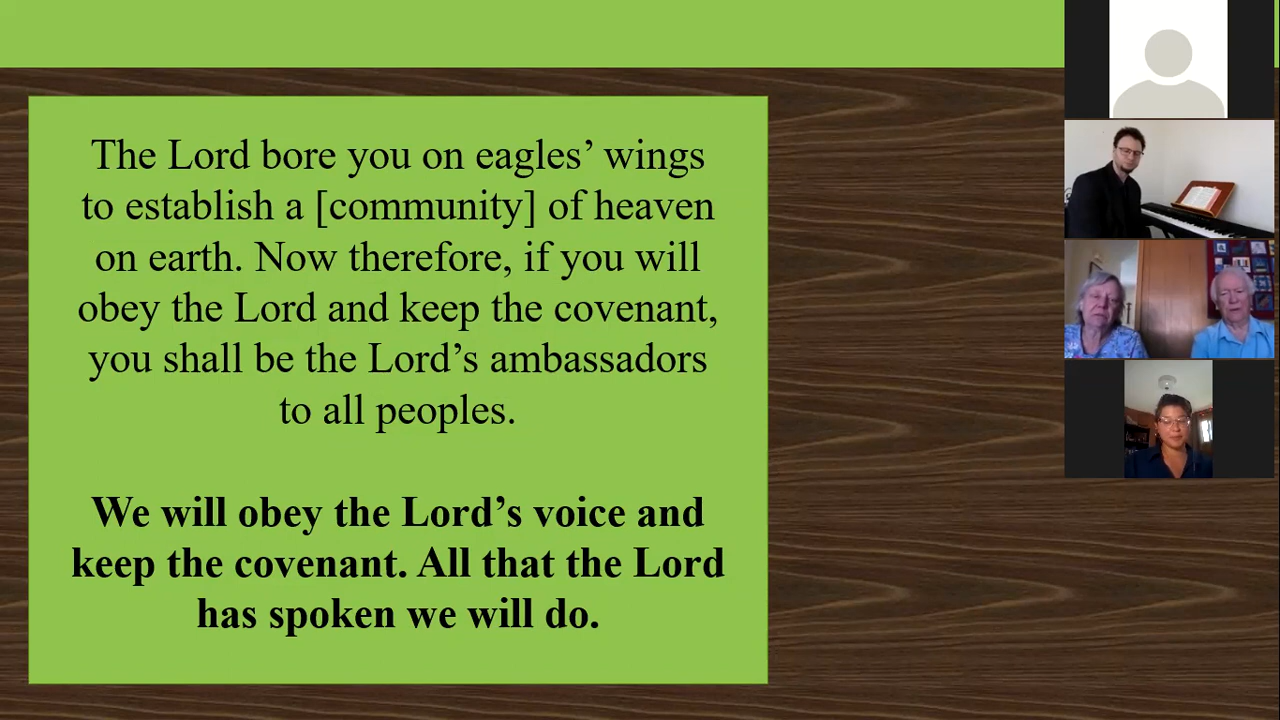 The Lord bore you on eagles’ wings
to establish a [community] of heaven
on earth. Now therefore, if you will
obey the Lord and keep the covenant,
you shall be the Lord’s ambassadors
to all peoples.
We will obey the Lord’s voice and
keep the covenant. All that the Lord
has spoken we will do.